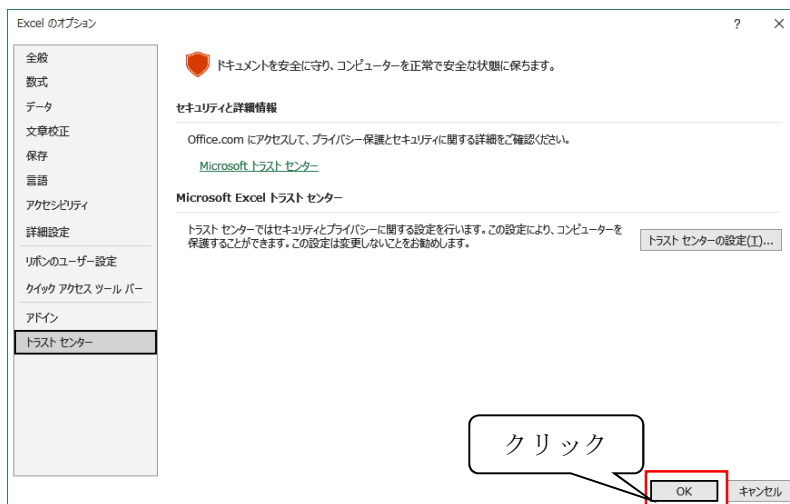 Excel のオプション
? ×
全般
数式
データ
文章校正
保存
言語
アクセシビリティ
詳細設定
リボンのユーザー設定
クイック アクセス ツール バー
アドイン
トラスト センター
ドキュメントを安全に守り、コンピューターを正常で安全な状態に保ちます。
セキュリティと詳細情報
Office.com にアクセスして、プライバシー保護とセキュリティに関する詳細をご確認ください。
Microsoft トラスト センター
Microsoft Excel トラスト センター
トラスト センターではセキュリティとプライバシーに関する設定を行います。この設定により、コンピューターを
保護することができます。この設定は変更しないことをお勧めします。
トラスト センターの設定(T)...
クリック
OK
キャンセル